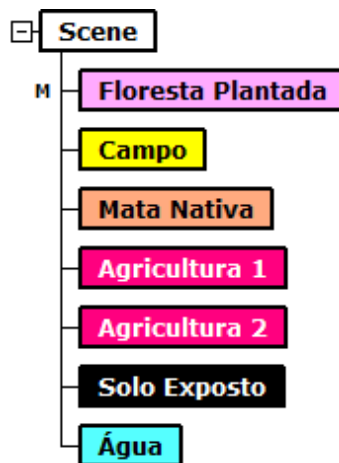 Scene
M Floresta Plantada
Campo
Mata Nativa
Agricultura 1
Agricultura 2
Solo Exposto
Água